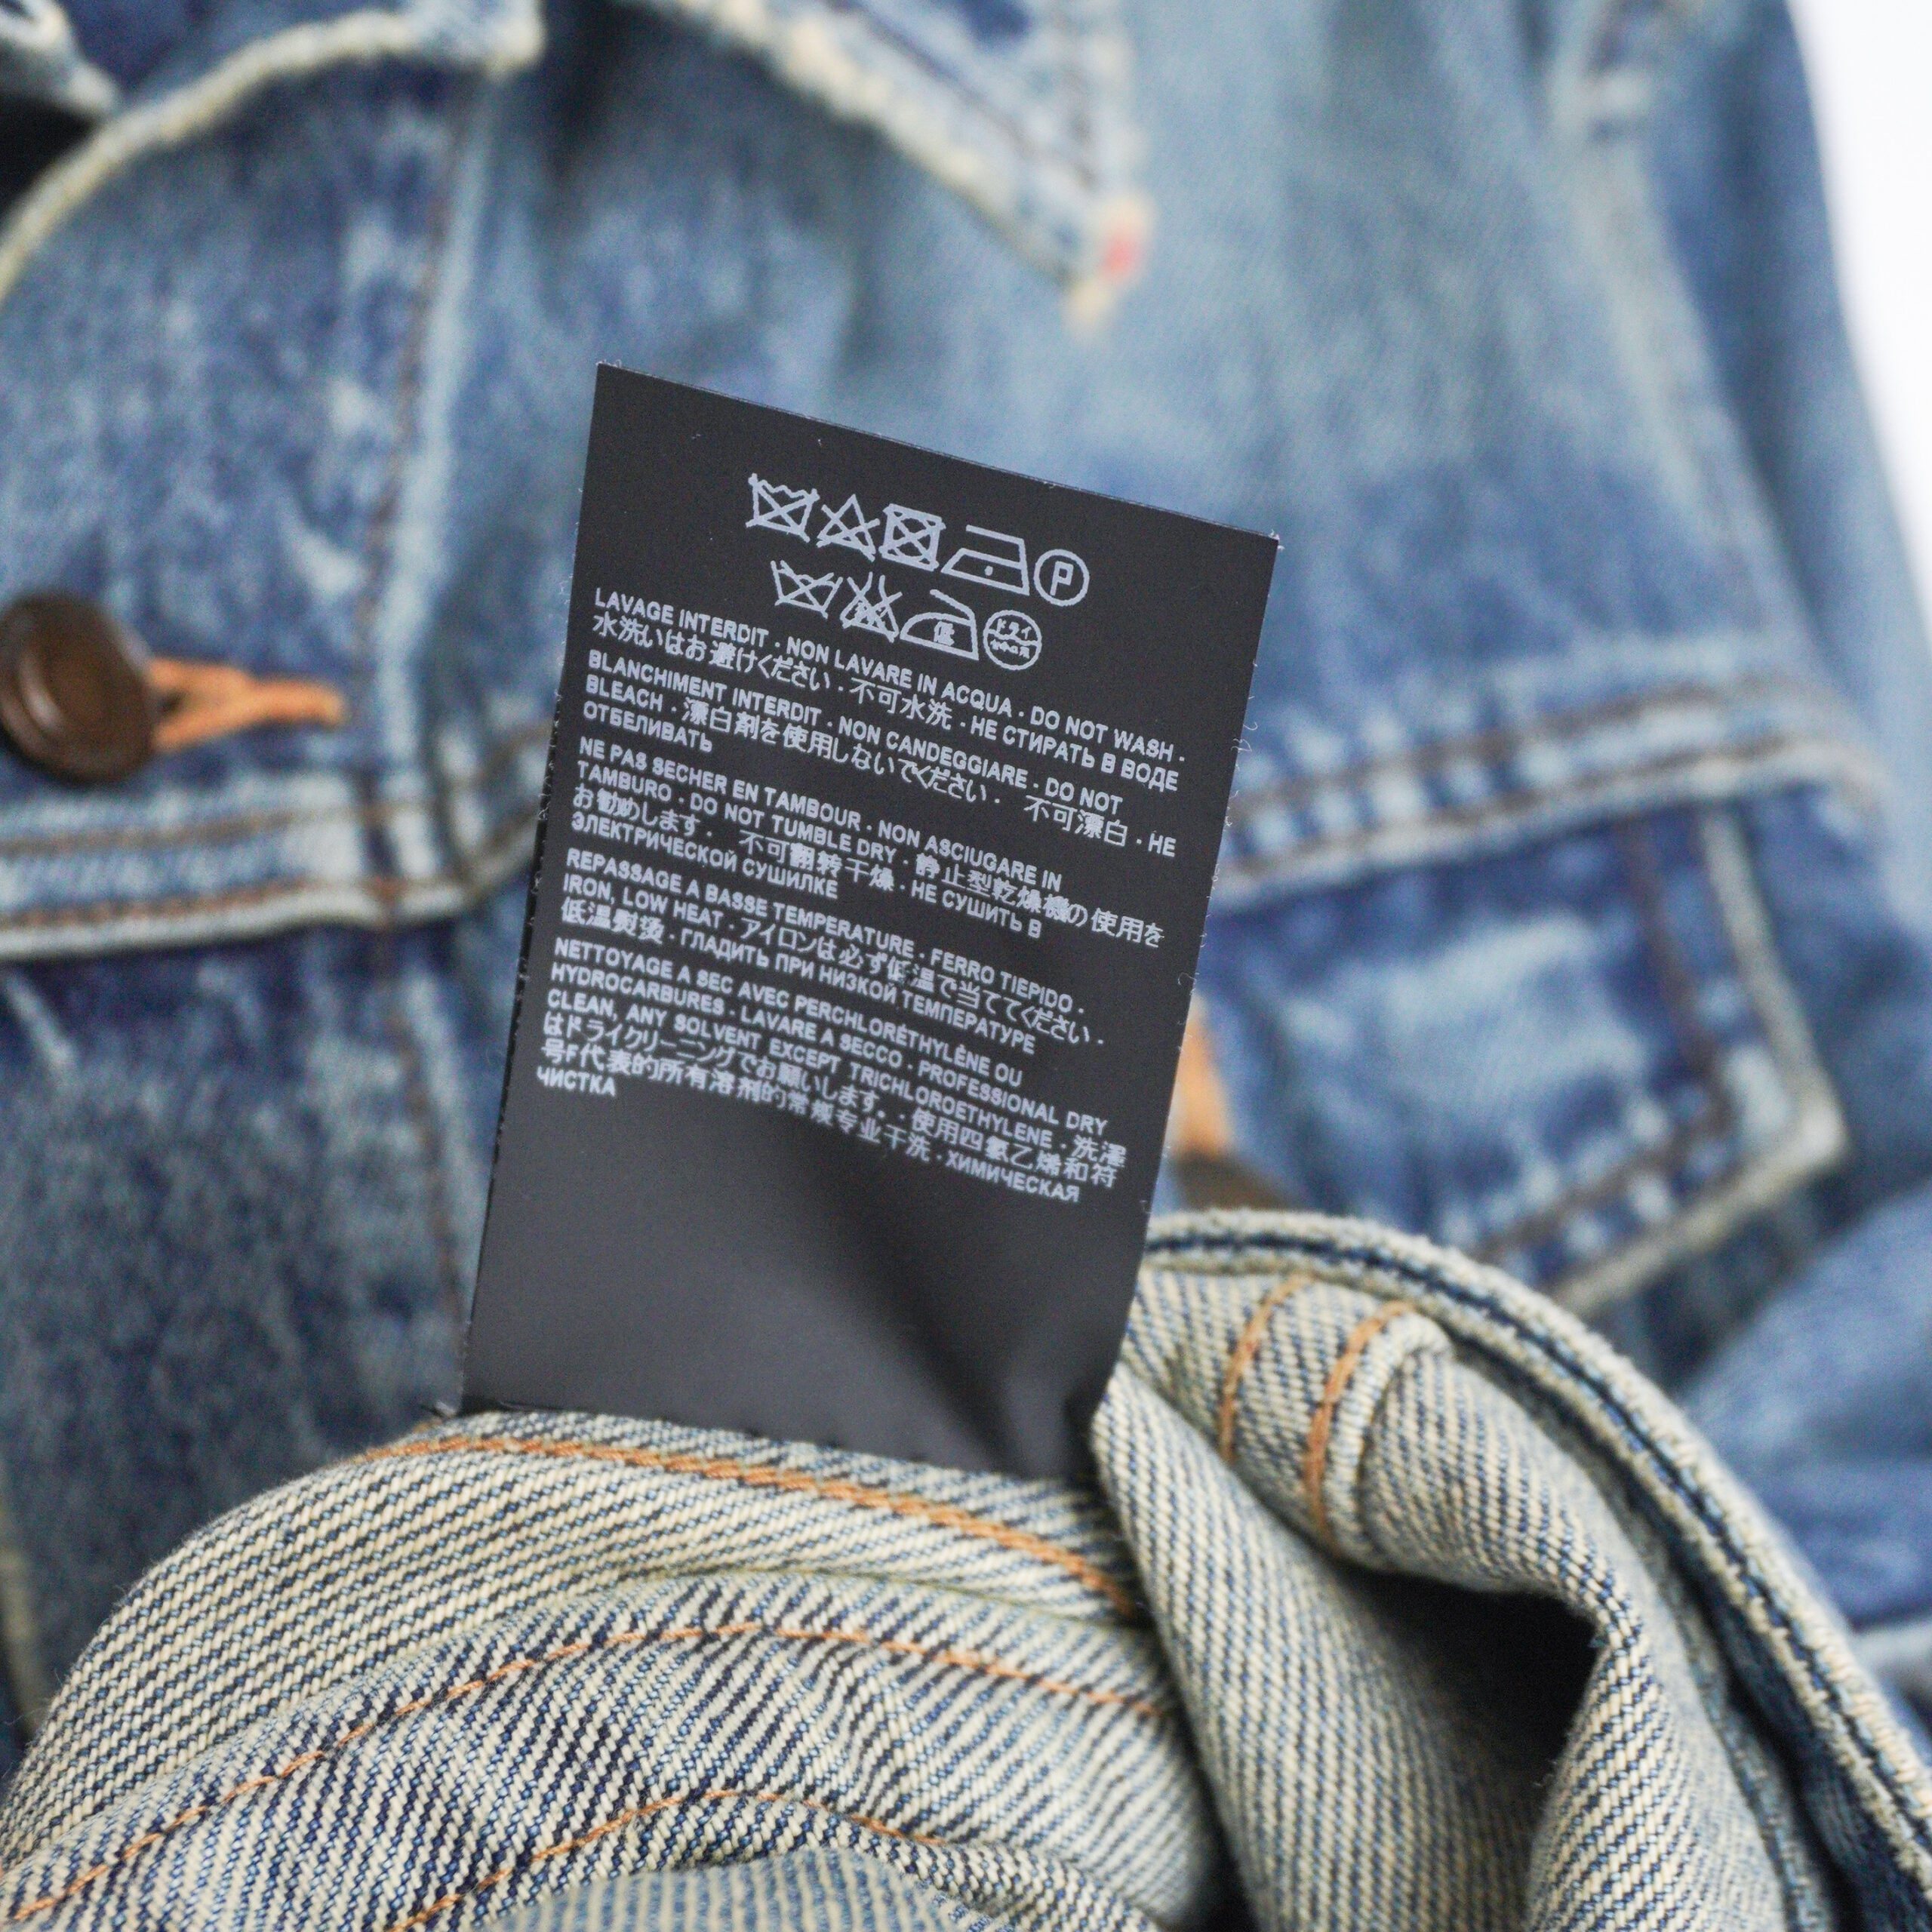 P
低
ドライ
LAVAGE INTERDIT . NON LAVARE IN ACQUA . DO NOT WASH .
水洗いはお避けください . 不可水洗 . НЕ СТИРАТЬ В ВОДЕ
BLANCHIMENT INTERDIT . NON CANDEGGIARE . DO NOT
BLEACH . 漂白剤を使用しないでください . 不可漂白 . НЕ
ОТБЕЛИВАТЬ
NE PAS SECHER EN TAMBOUR . NON ASCIUGARE IN
TAMBURO . DO NOT TUMBLE DRY . 静止型乾燥機の使用を
お勧めします . 不可翻转干燥 . НЕ СУШИТЬ В
ЭЛЕКТРИЧЕСКОЙ СУШИЛКЕ
REPASSAGE A BASSE TEMPERATURE . FERRO TIEPIDO .
IRON, LOW HEAT . アイロンは必ず低温で当ててください .
低温熨烫 . ГЛАДИТЬ ПРИ НИЗКОЙ ТЕМПЕРАТУРЕ
NETTOYAGE A SEC AVEC PERCHLORÉTHYLÈNE OU
HYDROCARBURES . LAVARE A SECCO . PROFESSIONAL DRY
CLEAN, ANY SOLVENT EXCEPT TRICHLOROETHYLENE . 洗濯
はドライクリーニングでお願いします。. 使用四氯乙烯和符
号F代表的所有溶剂的常规专业干洗 . ХИМИЧЕСКАЯ
ЧИСТКА